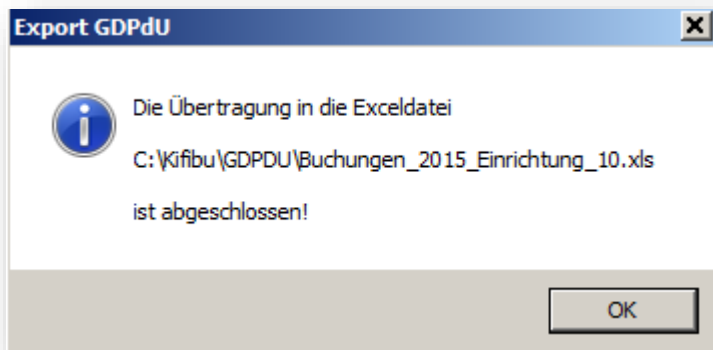 Export GDPdU
Die Übertragung in die Exceldatei
C:\Kifibu\GDPDU\Buchungen_2015_Einrichtung_10.xls
ist abgeschlossen!
OK